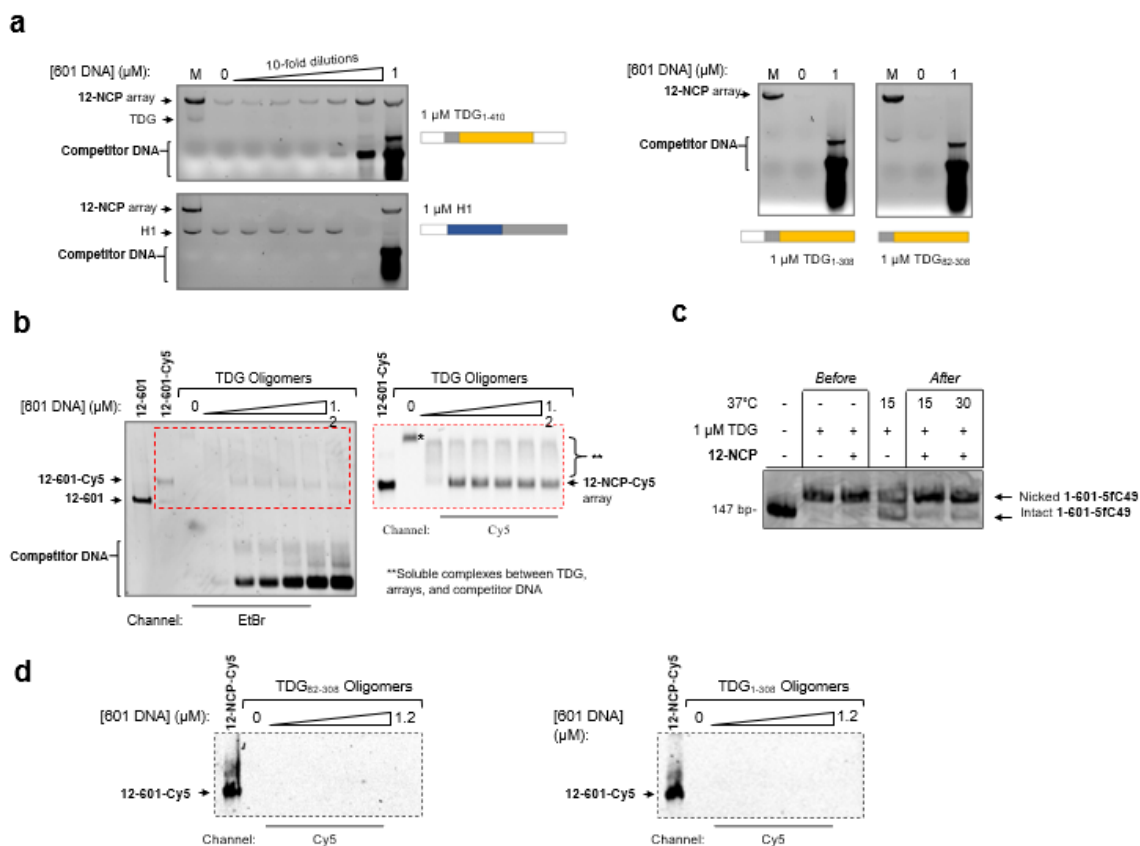 a
[601 DNA] (µM):
M
0
10-fold dilutions
1
12-NCP array
TDG
Competitor DNA
1 µM TDG1-410
12-NCP array
H1
Competitor DNA
1 µM H1
[601 DNA] (µM):
M 0 1
M 0 1
12-NCP array
Competitor DNA
1 µM TDG1-308
1 µM TDG82-308
b
12-601
12-601-Cy5
TDG Oligomers
[601 DNA] (µM):
0
1.
2
12-601-Cy5
12-601
Competitor DNA
Channel:
EtBr
12-601-Cy5
TDG Oligomers
0
1.
2
*
**
12-NCP-Cy5
array
Channel:
Cy5
**Soluble complexes between TDG,
arrays, and competitor DNA
c
Before
After
37°C - - - 15 15 30
1 µM TDG - + + + + +
12-NCP - - + - + +
147 bp-
Nicked 1-601-5fC49
Intact 1-601-5fC49
d
12-NCP-Cy5
TDG82-308 Oligomers
[601 DNA] (µM):
0
1.2
12-601-Cy5
Channel:
Cy5
12-NCP-Cy5
TDG1-308 Oligomers
[601 DNA]
(µM):
0
1.2
12-601-Cy5
Channel:
Cy5